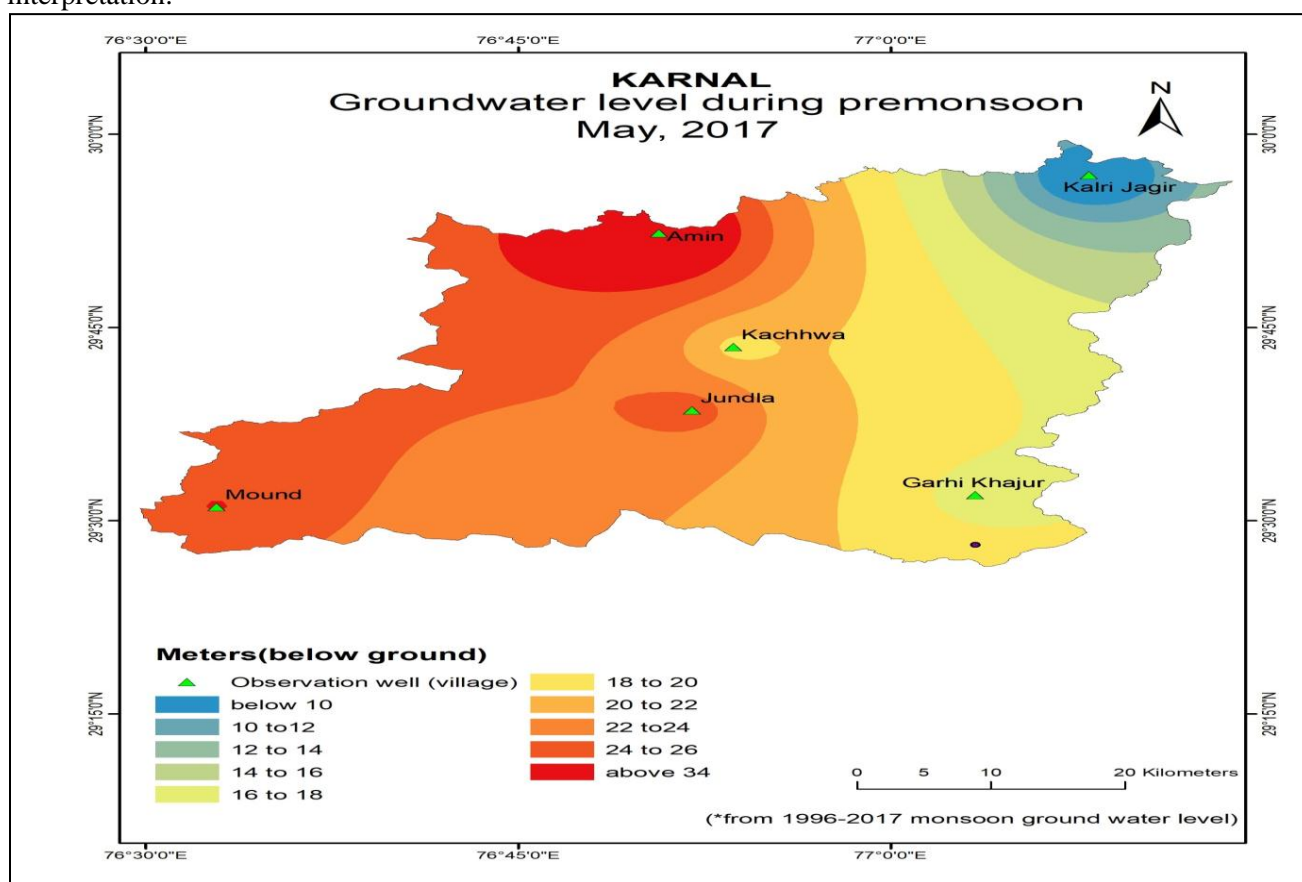 interpretation.
76°30'0"E 76°45'0"E 77°0'0"E
KARNAL
Groundwater level during premonsoon
May, 2017
N
30°0'0"N 30°0'0"N
Kalri Jagir
Amin
29°45'0"N 29°45'0"N
Kachhwa
Jundla
Garhi Khajur
Mound
29°30'0"N 29°30'0"N
Meters(below ground)
Observation well (village) 18 to 20
below 10 20 to 22
10 to12 22 to24
12 to 14 24 to 26
14 to 16 above 34
16 to 18
29°15'0"N 29°15'0"N
0 5 10 20 Kilometers
(*from 1996-2017 monsoon ground water level)
76°30'0"E 76°45'0"E 77°0'0"E